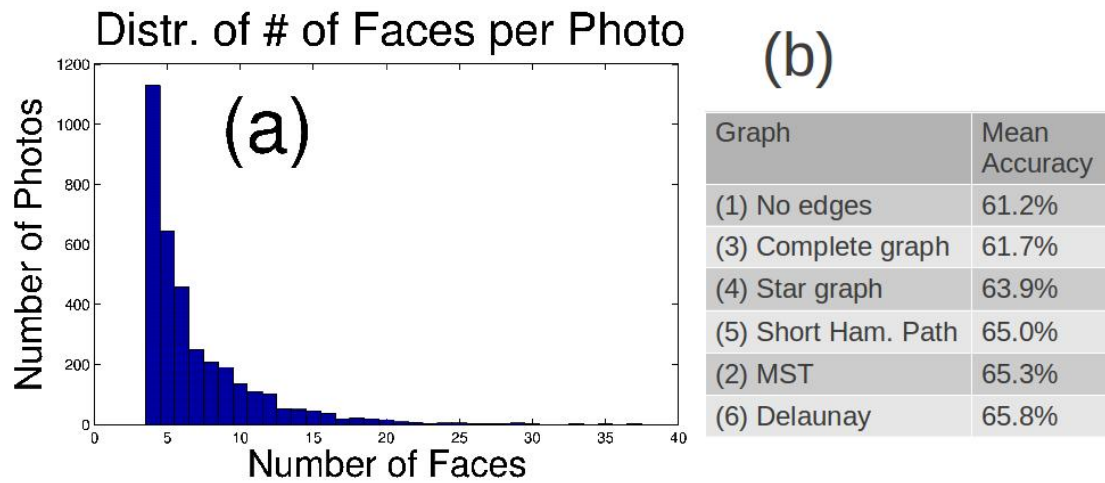 Distr. of # of Faces per Photo
(a)
Number of Photos
1200
1000
800
600
400
200
0
0 5 10 15 20 25 30 35 40
Number of Faces
(b)
Graph Mean Accuracy
(1) No edges 61.2%
(3) Complete graph 61.7%
(4) Star graph 63.9%
(5) Short Ham. Path 65.0%
(2) MST 65.3%
(6) Delaunay 65.8%